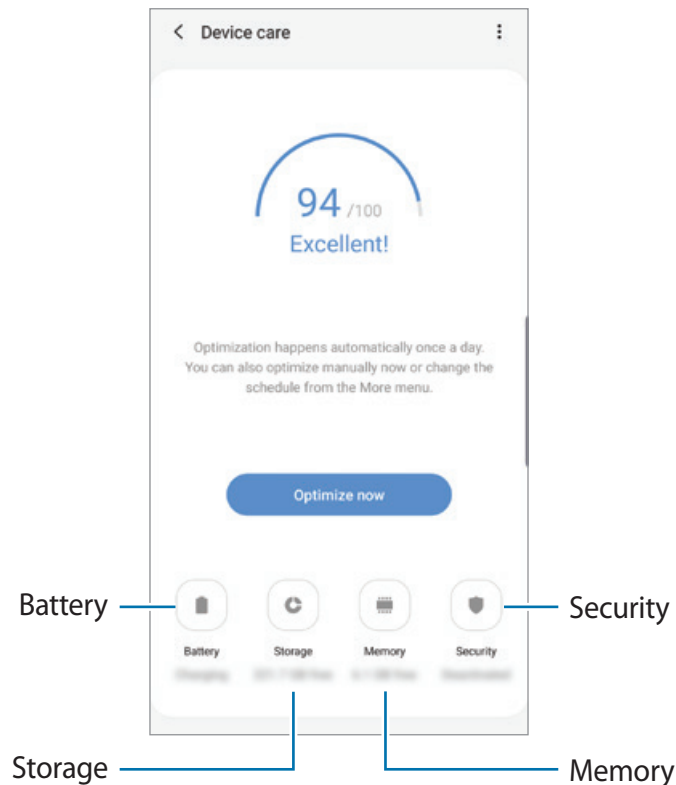 Device care
94 /100
Excellent!
Optimization happens automatically once a day.
You can also optimize manually now or change the
schedule from the More menu.
Optimize now
Battery
Security
Battery Storage Memory Security
Storage
Memory